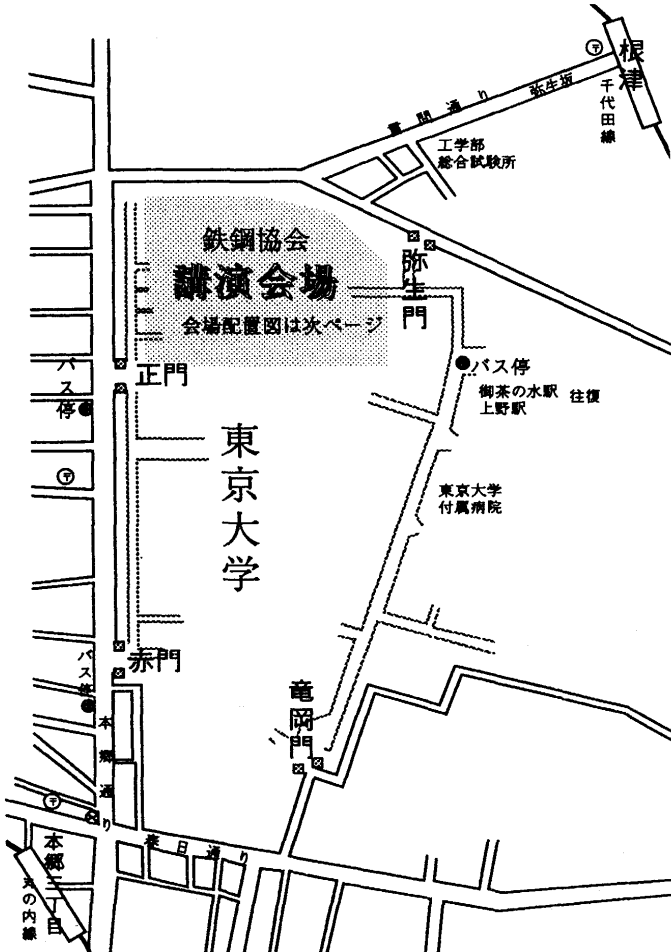 〒
根津
千代田線
言問通り
弥生坂
工学部
総合試験所
鉄鋼協会
講演会場
会場配置図は次ページ
弥生門
バス停
正門
バス停
御茶の水駅
上野駅
往復
〒
東京大学
東京大学
付属病院
赤門
バス停
竜岡門
本郷通り
〒
春日通り
本郷三丁目
丸の内線